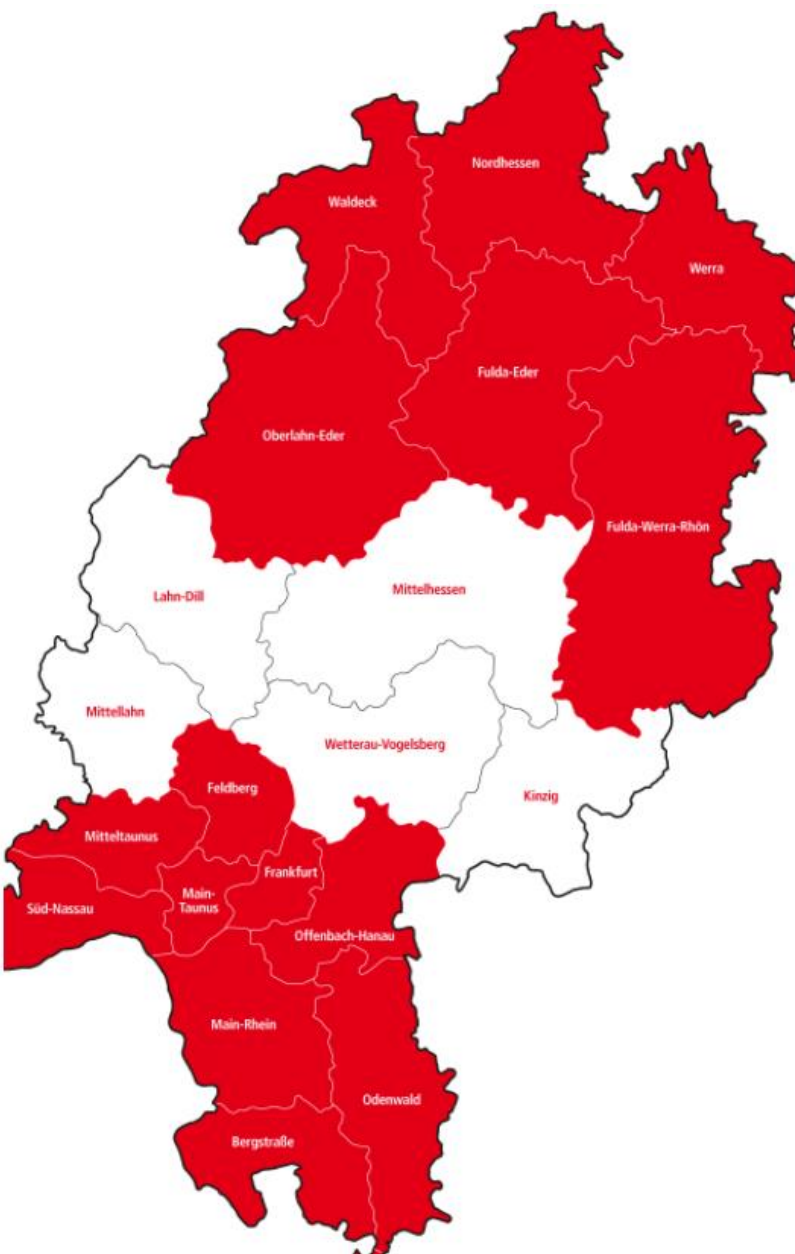 Nordhessen
Waldeck
Werra
Fulda-Eder
Oberlahn-Eder
Fulda-Werra-Rhön
Mittelhessen
Lahn-Dill
Mittellahn
Wetterau-Vogelsberg
Feldberg
Kinzig
Mitteltaunus
Frankfurt
Main-
Taunus
Süd-Nassau
Offenbach-Hanau
Main-Rhein
Odenwald
Bergstraße